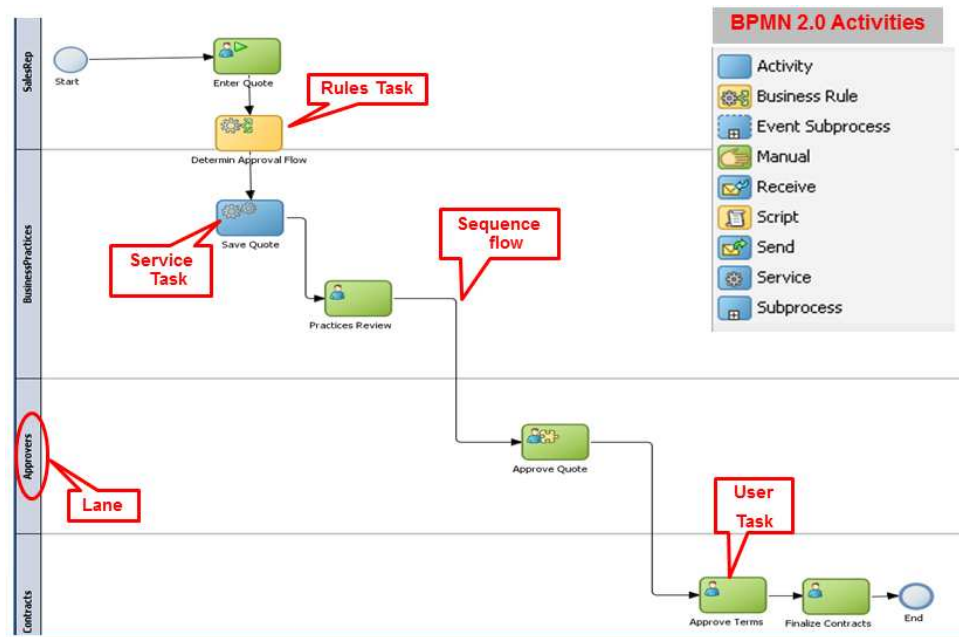 BPMN 2.0 Activities
Activity
Business Rule
Event Subprocess
Manual
Receive
Script
Send
Service
Subprocess
SalesRep
Start
Enter Quote
Rules Task
Determin Approval Flow
BusinessPractices
Save Quote
Service
Task
Sequence
flow
Practices Review
Approvers
Lane
Approve Quote
User
Task
Contracts
Approve Terms
Finalize Contracts
End